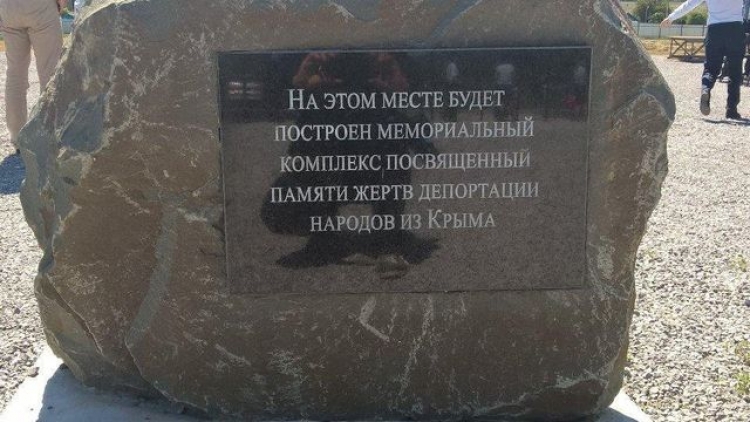 На этом месте будет
построен мемориальный
комплекс посвященный
памяти жертв депортации
народов из Крыма